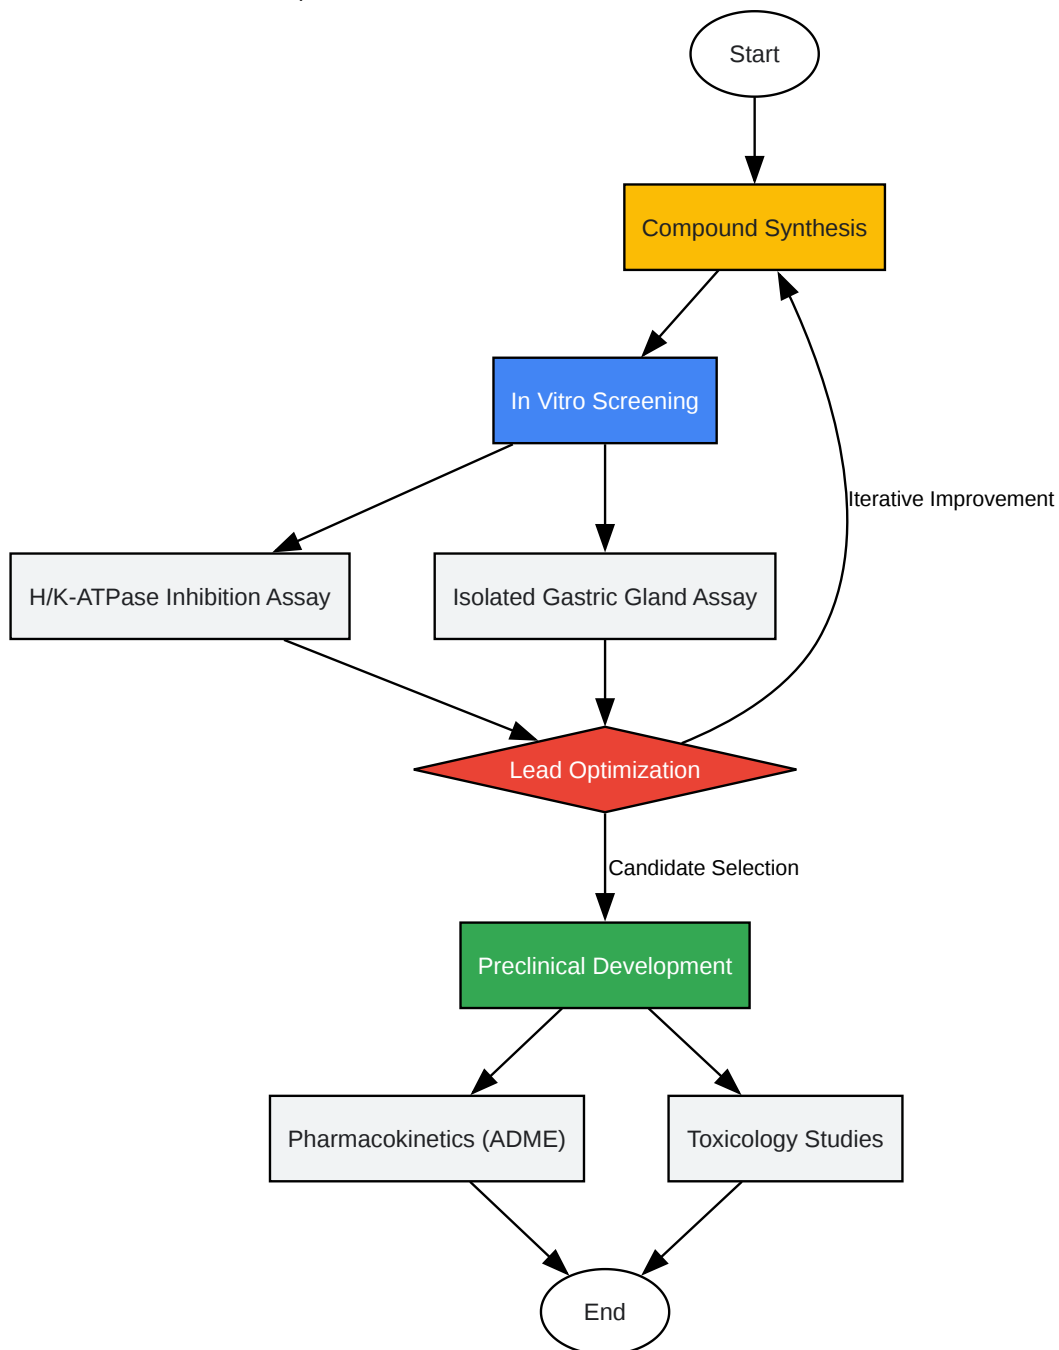 Start
Compound Synthesis
In Vitro Screening
Iterative Improvement
H/K-ATPase Inhibition Assay
Isolated Gastric Gland Assay
Lead Optimization
Candidate Selection
Preclinical Development
Pharmacokinetics (ADME)
Toxicology Studies
End